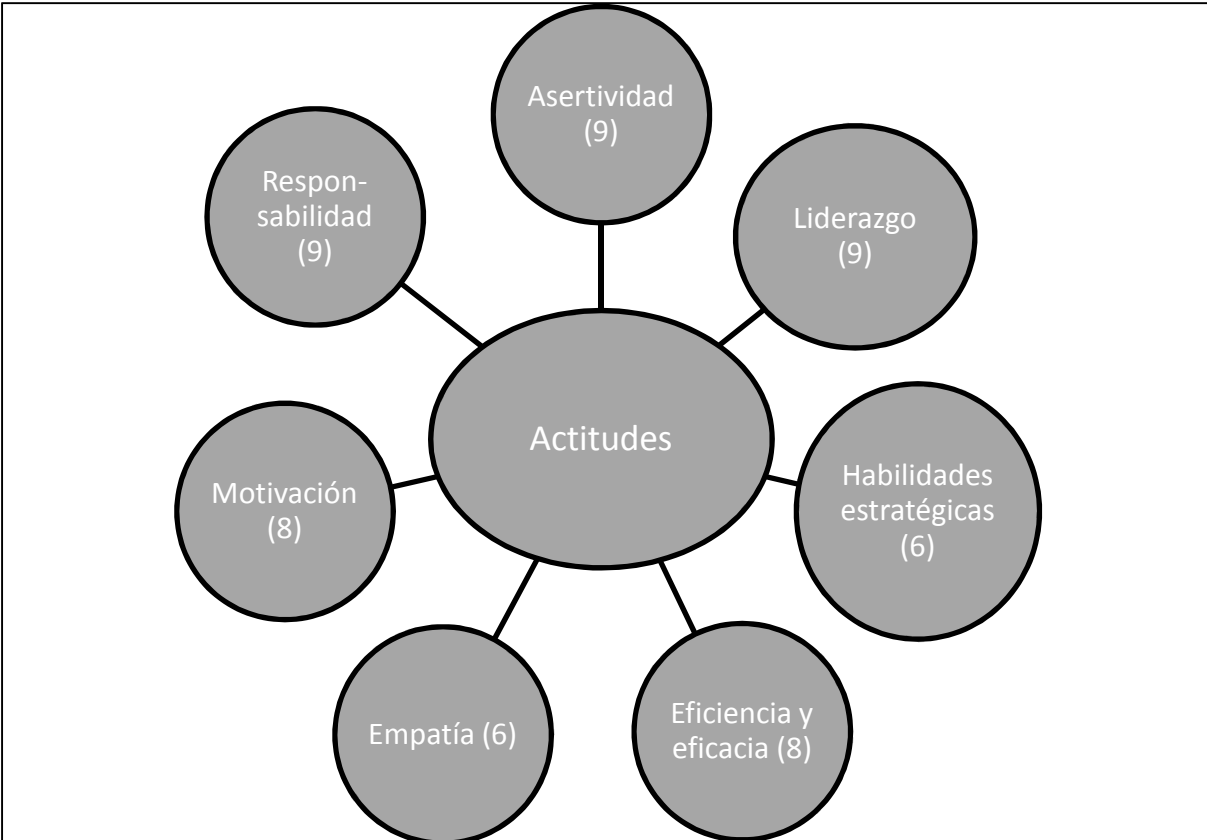 Asertividad
(9)
Liderazgo
(9)
Habilidades
estratégicas
(6)
Eficiencia y
eficacia (8)
Empatía (6)
Motivación
(8)
Respon-
sabilidad
(9)
Actitudes